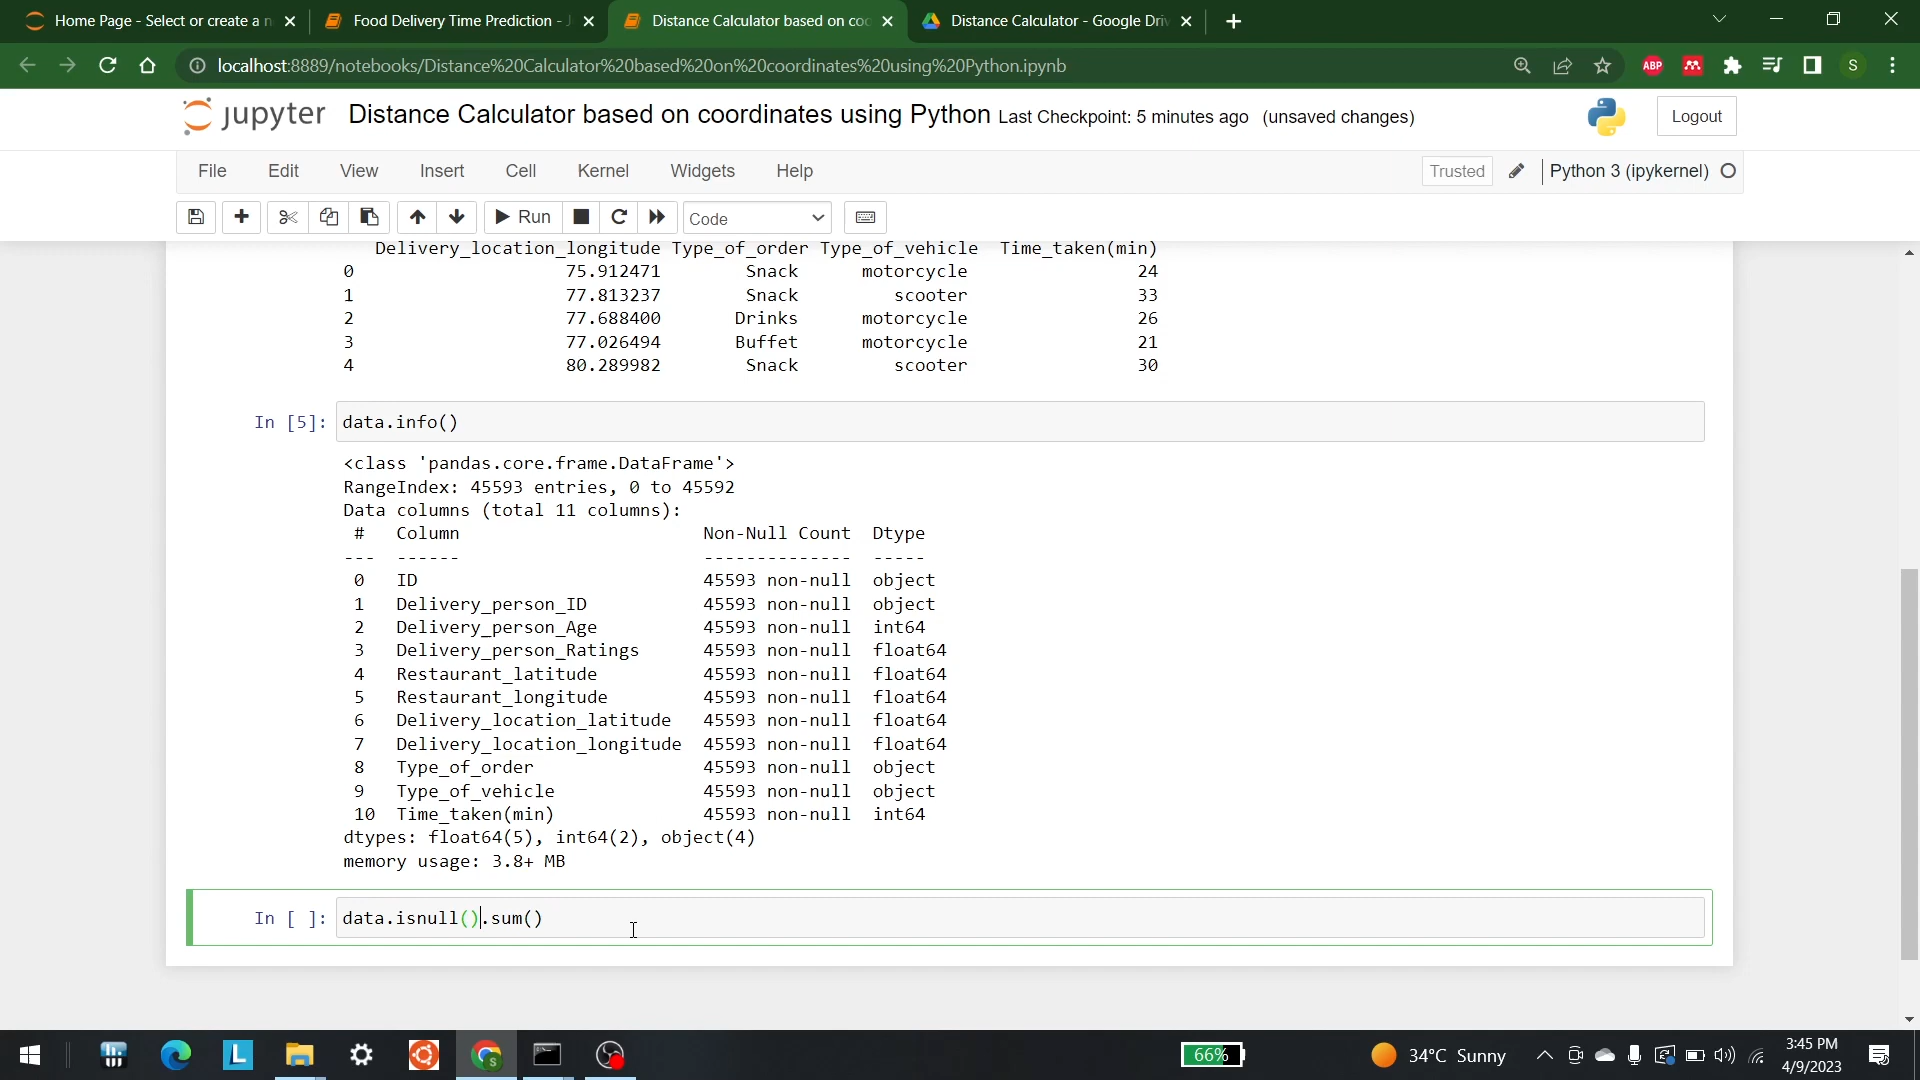 Home Page - Select or create a n
Food Delivery Time Prediction - J
Distance Calculator based on coo
Distance Calculator - Google Driv
localhost:8889/notebooks/Distance%20Calculator%20based%20on%20coordinates%20using%20Python.ipynb
ABP
S
jupyter Distance Calculator based on coordinates using Python Last Checkpoint: 5 minutes ago (unsaved changes)
Logout
File Edit View Insert Cell Kernel Widgets Help
Trusted
Python 3 (ipykernel)
Run
Code
Delivery_location_longitude Type_of_order Type_of_vehicle Time_taken(min)
0 75.912471 Snack motorcycle 24
1 77.813237 Snack scooter 33
2 77.688400 Drinks motorcycle 26
3 77.026494 Buffet motorcycle 21
4 80.289982 Snack scooter 30
In [5]: data.info()
<class 'pandas.core.frame.DataFrame'>
RangeIndex: 45593 entries, 0 to 45592
Data columns (total 11 columns):
# Column Non-Null Count Dtype
--- ------ -------------- -----
0 ID 45593 non-null object
1 Delivery_person_ID 45593 non-null object
2 Delivery_person_Age 45593 non-null int64
3 Delivery_person_Ratings 45593 non-null float64
4 Restaurant_latitude 45593 non-null float64
5 Restaurant_longitude 45593 non-null float64
6 Delivery_location_latitude 45593 non-null float64
7 Delivery_location_longitude 45593 non-null float64
8 Type_of_order 45593 non-null object
9 Type_of_vehicle 45593 non-null object
10 Time_taken(min) 45593 non-null int64
dtypes: float64(5), int64(2), object(4)
memory usage: 3.8+ MB
In [ ]: data.isnull().sum()
L
S
66%
34°C Sunny
3:45 PM
4/9/2023